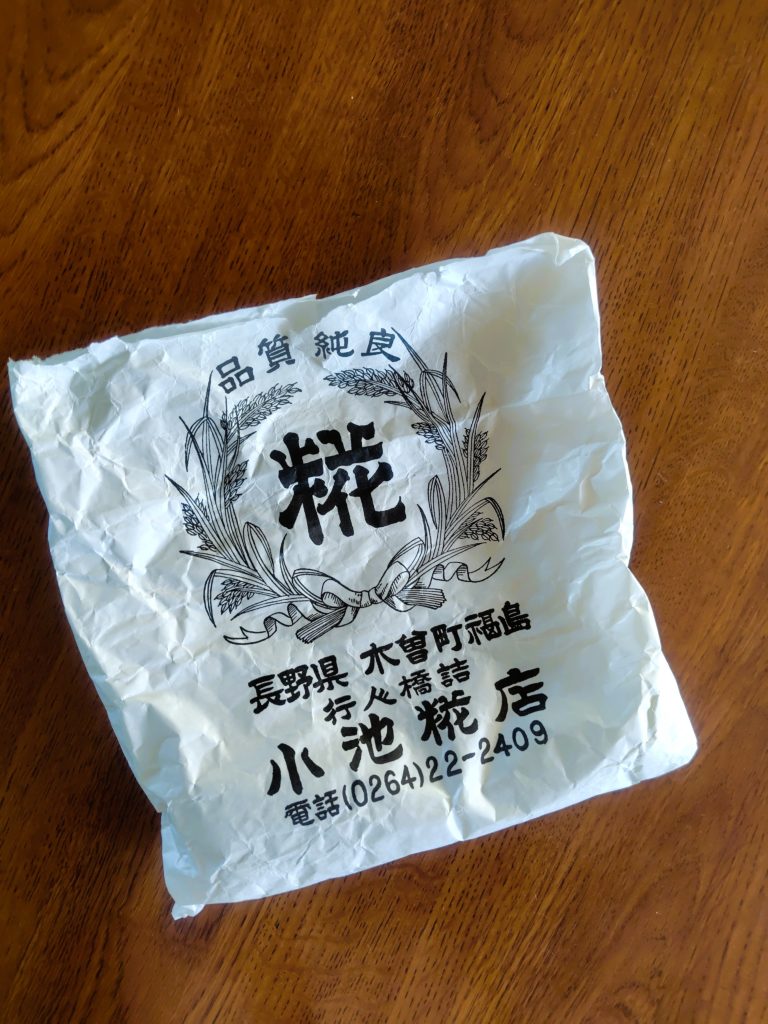 品質純良
糀
長野県 木曽町福島
行人橋詰
小池糀店
電話(0264)22-2409